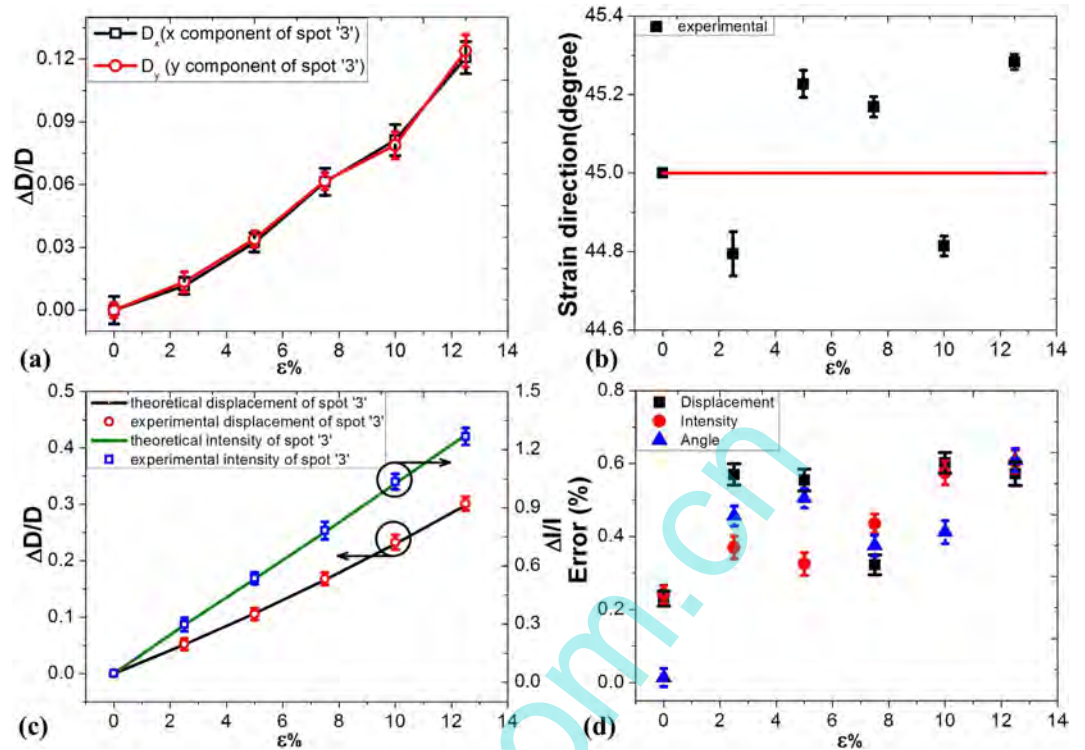 D_x(x component of spot '3')
D_y (y component of spot '3')
ΔD/D
0.12
0.09
0.06
0.03
0.00
0 2 4 6 8 10 12 14
ε%
(a)
experimental
Strain direction(degree)
45.4
45.2
45.0
44.8
44.6
0 2 4 6 8 10 12 14
ε%
(b)
theoretical displacement of spot '3'
experimental displacement of spot '3'
theoretical intensity of spot '3'
experimental intensity of spot '3'
ΔD/D
0.5
0.4
0.3
0.2
0.1
0.0
1.5
1.2
0.9
0.6
0.3
0.0
ΔI/I
0 2 4 6 8 10 12 14
ε%
(c)
Displacement
Intensity
Angle
Error (%)
0.8
0.6
0.4
0.2
0.0
0 2 4 6 8 10 12 14
ε%
(d)
om.cn